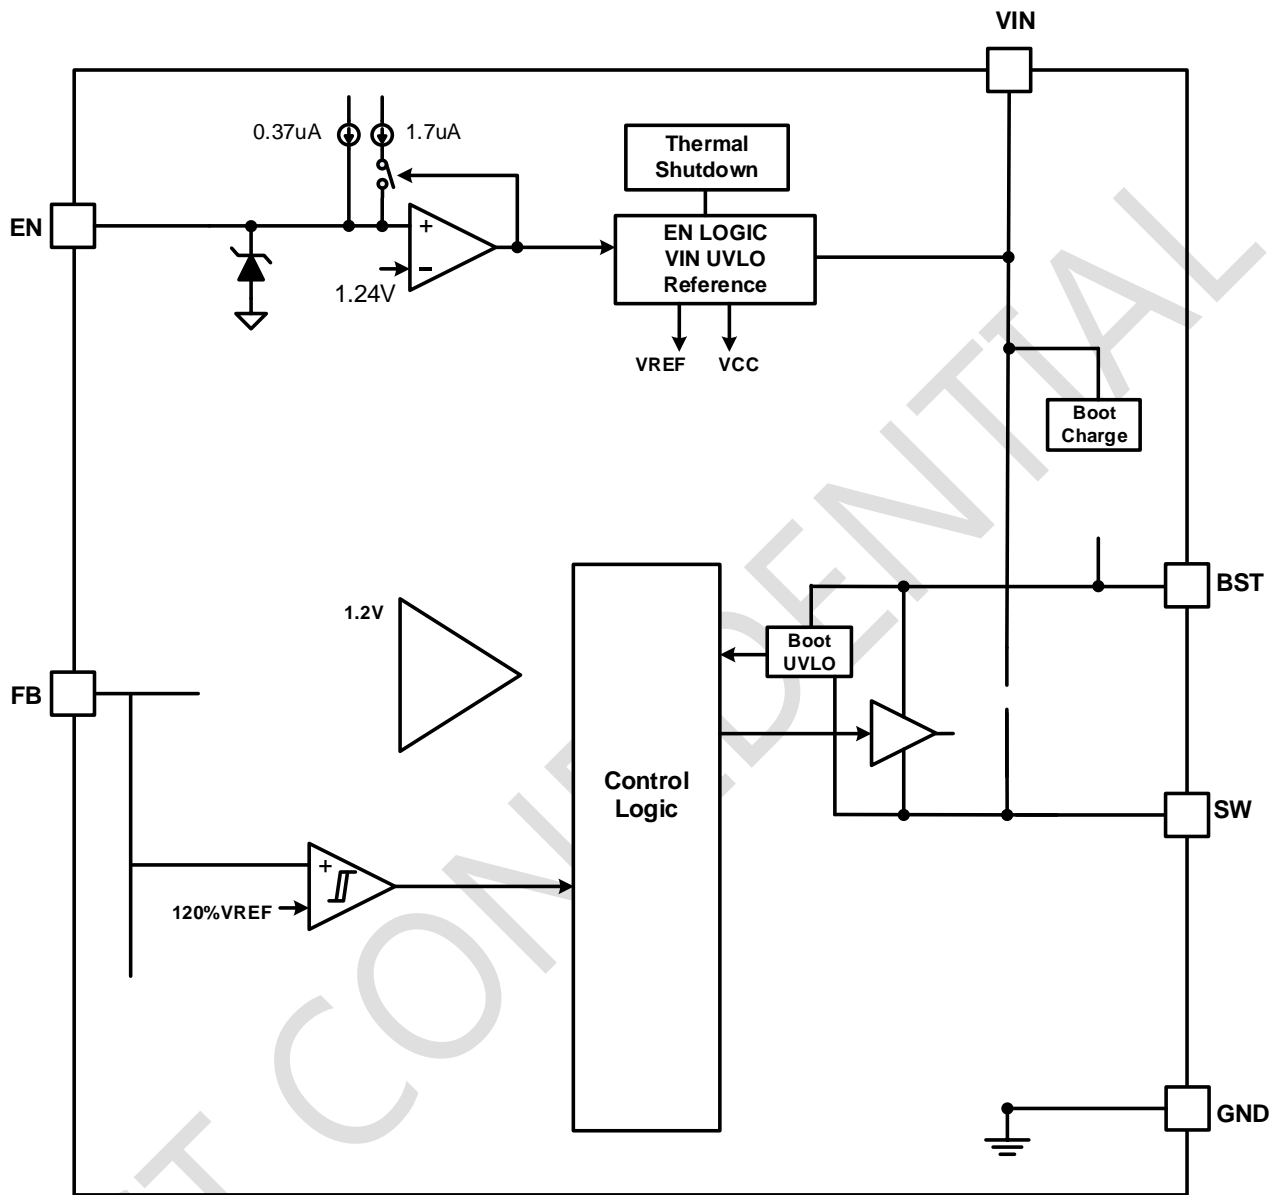 VIN
0.37uA
1.7uA
Thermal
Shutdown
EN
+
EN LOGIC
VIN UVLO
Reference
−
1.24V
VREF
VCC
Boot
Charge
BST
1.2V
Boot
UVLO
FB
Control
Logic
SW
+
120%VREF
GND
T CONFIDENTIAL